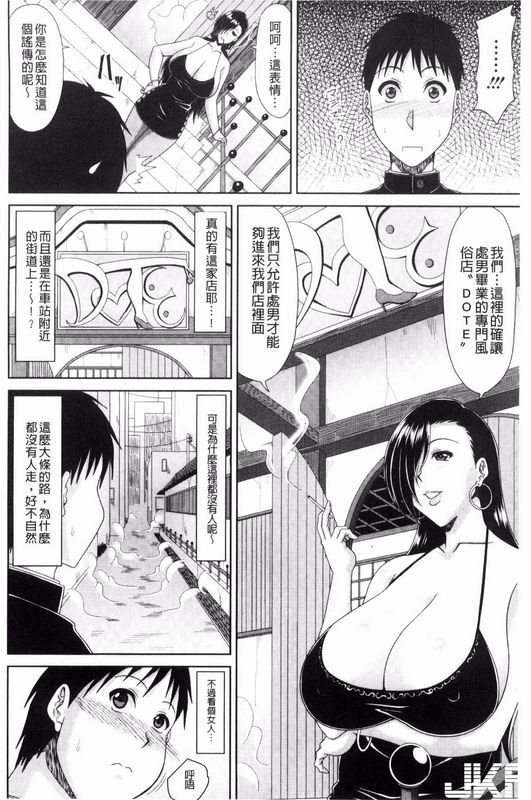 ‥‥‥!!!
呵呵…這表情…
你是怎麼知道這
個謠傳的呢～
我們…這裡的確讓
處男畢業的專門風
俗店〝DOTE〞
我們只允許處男才能
夠進來我們店裡面
真的有這家店耶…！
而且還是在車站附近
的街道上…～！？
可是為什麼這裡都沒有人呢～
這麼大條的路，為什麼
都沒有人走，好不自然
不過看個女人…
呼唔
JKF